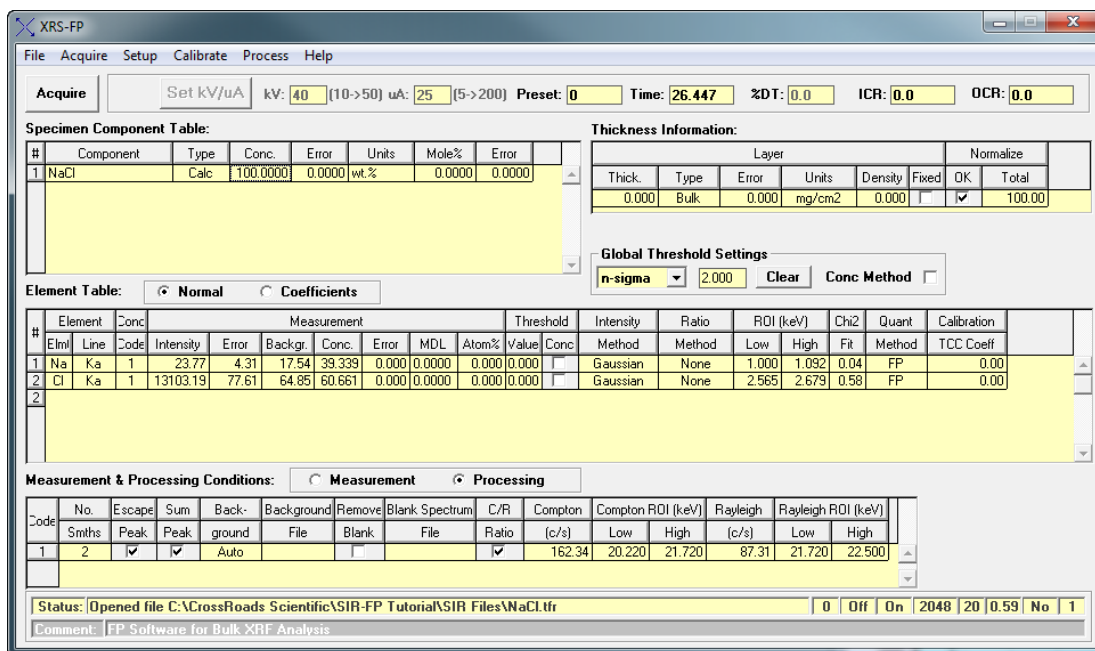 XRS-FP
File Acquire Setup Calibrate Process Help
Acquire Set kV/uA kV: 40 (10->50) uA: 25 (5->200) Preset: 0 Time: 26.447 %DT: 0.0 ICR: 0.0 OCR: 0.0
Specimen Component Table: Thickness Information:
# Component Type Conc. Error Units Mole% Error
1 NaCl Calc 100.0000 0.0000 wt.% 0.0000 0.0000
Layer Normalize
Thick. Type Error Units Density Fixed OK Total
0.000 Bulk 0.000 mg/cm2 0.000 100.00
Global Threshold Settings
n-sigma 2.000 Clear Conc Method
Element Table: Normal Coefficients
# Element Conc Measurement Threshold Intensity Ratio ROI (keV) Chi2 Quant Calibration
Elmt Line Code Intensity Error Backgr. Conc. Error MDL Atom% Value Conc Method Method Low High Fit Method TCC Coeff
1 Na Ka 1 23.77 4.31 17.54 39.339 0.000 0.0000 0.000 0.000 Gaussian None 1.000 1.092 0.04 FP 0.00
2 Cl Ka 1 13103.19 77.61 64.85 60.661 0.000 0.0000 0.000 0.000 Gaussian None 2.565 2.679 0.58 FP 0.00
2
Measurement & Processing Conditions: Measurement Processing
Code No. Escape Sum Back- Background Remove Blank Spectrum C/R Compton Compton ROI (keV) Rayleigh Rayleigh ROI (keV)
Smths Peak Peak ground File Blank File Ratio (c/s) Low High (c/s) Low High
1 2 Auto 162.34 20.220 21.720 87.31 21.720 22.500
Status: Opened file C:\CrossRoads Scientific\SIR-FP Tutorial\SIR Files\NaCl.tfr 0 Off On 2048 20 0.59 No 1
Comment: FP Software for Bulk XRF Analysis